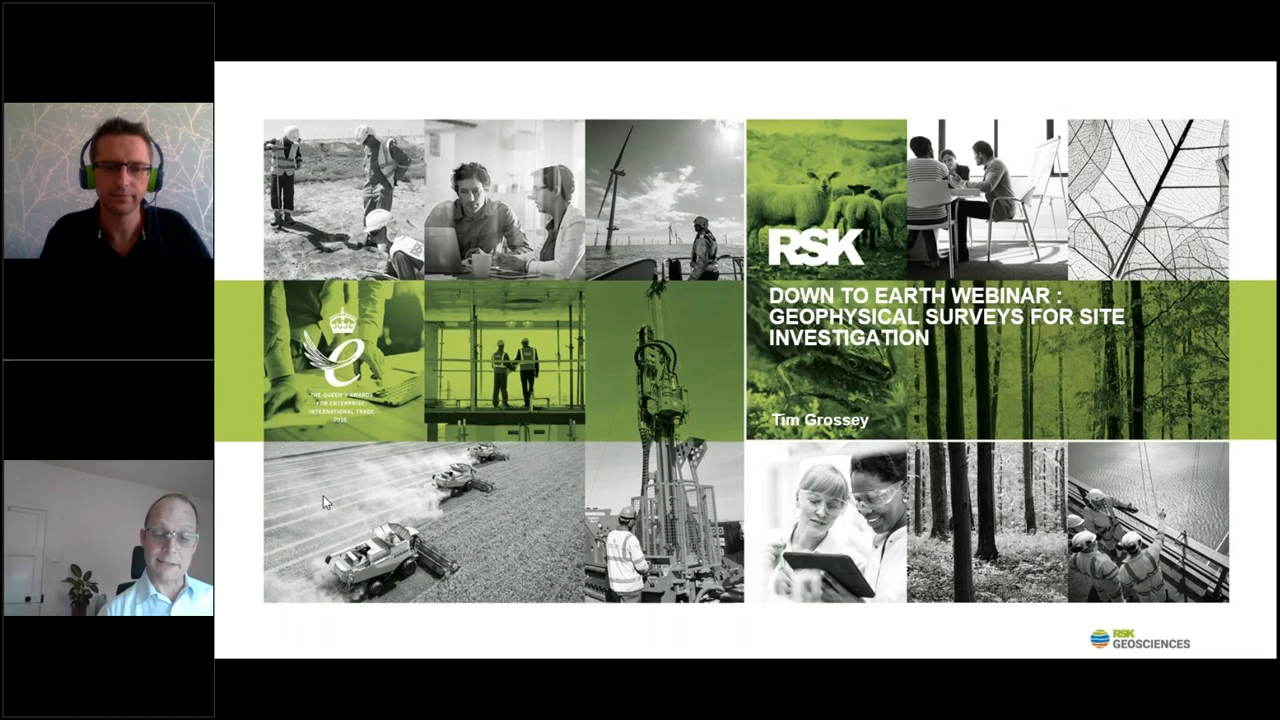 RSK
DOWN TO EARTH WEBINAR :
GEOPHYSICAL SURVEYS FOR SITE
INVESTIGATION
Tim Grossey
THE QUEEN'S AWARDS
FOR ENTERPRISE:
INTERNATIONAL TRADE
2016
RSK
GEOSCIENCES